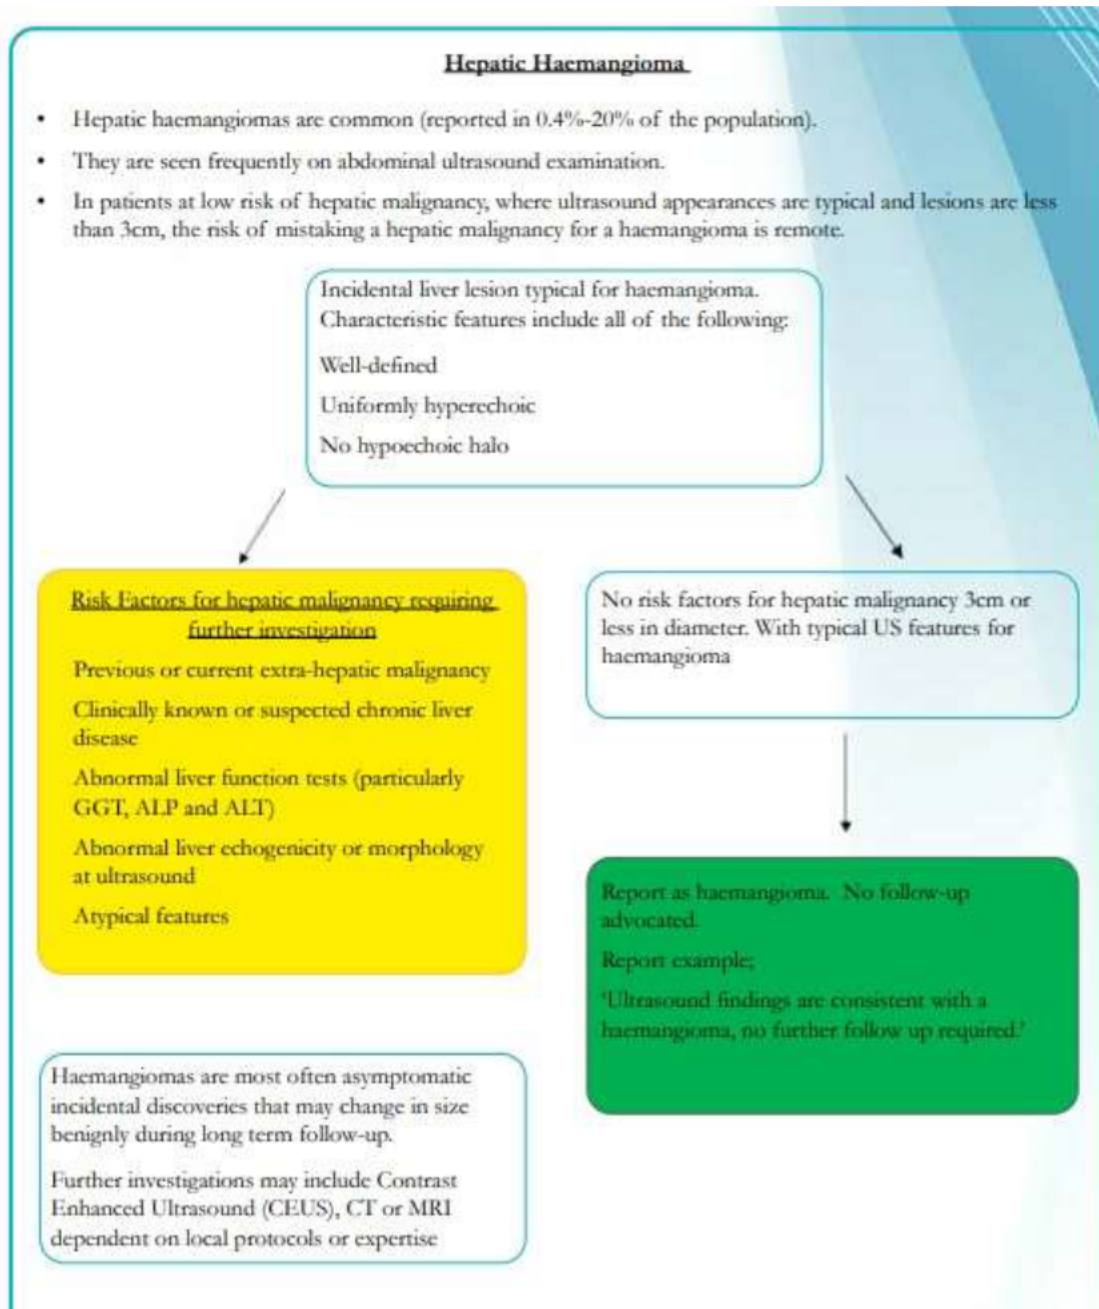 Hepatic Haemangioma
• Hepatic haemangiomas are common (reported in 0.4%-20% of the population).
• They are seen frequently on abdominal ultrasound examination.
• In patients at low risk of hepatic malignancy, where ultrasound appearances are typical and lesions are less
than 3cm, the risk of mistaking a hepatic malignancy for a haemangioma is remote.
Incidental liver lesion typical for haemangioma.
Characteristic features include all of the following:
Well-defined
Uniformly hyperechoic
No hypoechoic halo
Risk Factors for hepatic malignancy requiring
further investigation
Previous or current extra-hepatic malignancy
Clinically known or suspected chronic liver
disease
Abnormal liver function tests (particularly
GGT, ALP and ALT)
Abnormal liver echogenicity or morphology
at ultrasound
Atypical features
No risk factors for hepatic malignancy 3cm or
less in diameter. With typical US features for
haemangioma
Report as haemangioma. No follow-up
advocated.
Report example;
‘Ultrasound findings are consistent with a
haemangioma, no further follow up required.’
Haemangiomas are most often asymptomatic
incidental discoveries that may change in size
benignly during long term follow-up.
Further investigations may include Contrast
Enhanced Ultrasound (CEUS), CT or MRI
dependent on local protocols or expertise